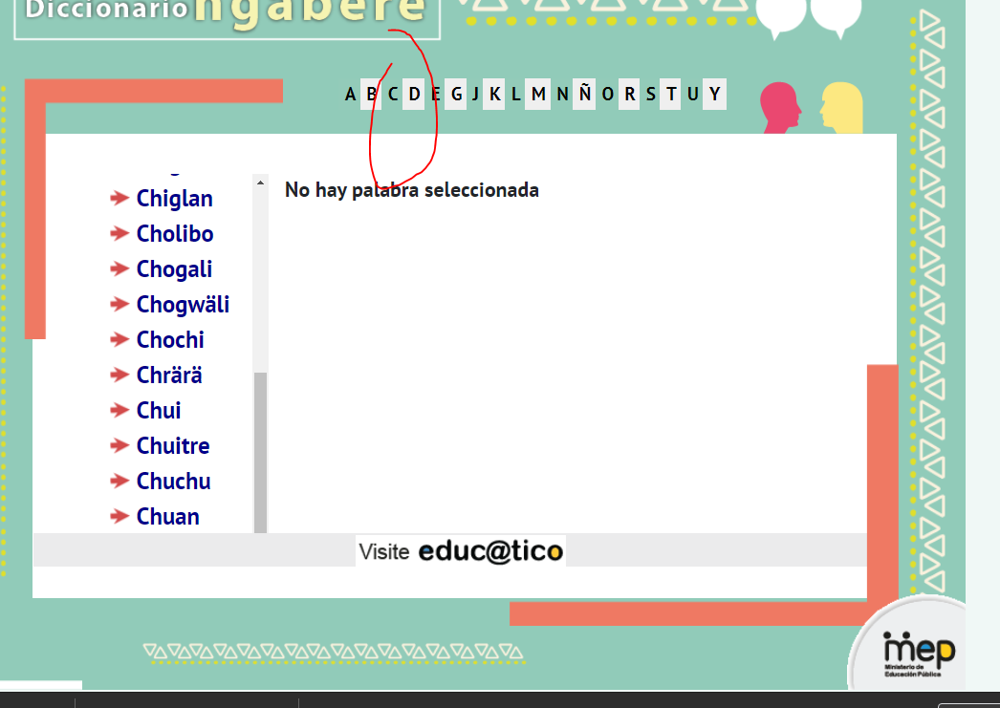 Diccionario ngabere
A B C D E G J K L M N Ñ O R S T U Y
Chiglan
Cholibo
Chogali
Chogwäli
Chochi
Chrärä
Chui
Chuitre
Chuchu
Chuan
No hay palabra seleccionada
Visite educ@tico
mep
Ministerio de
Educación Pública